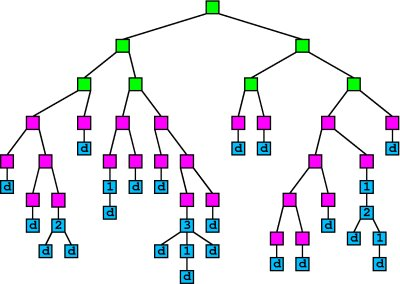 d d d d
d 1 d d 1
d 2
d 2 3 d d
d 1
d d d 1 d
d d d
d